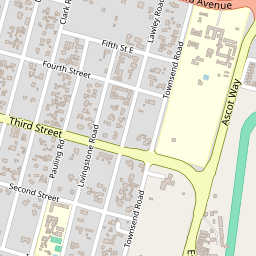 Clark R
Lawley Road
rd Avenue
Fifth St E
Fourth Street
Townsend Road
Ascot Way
Third Street
Pauling Rd
Livingstone Road
Second Street
Townsend Road
E